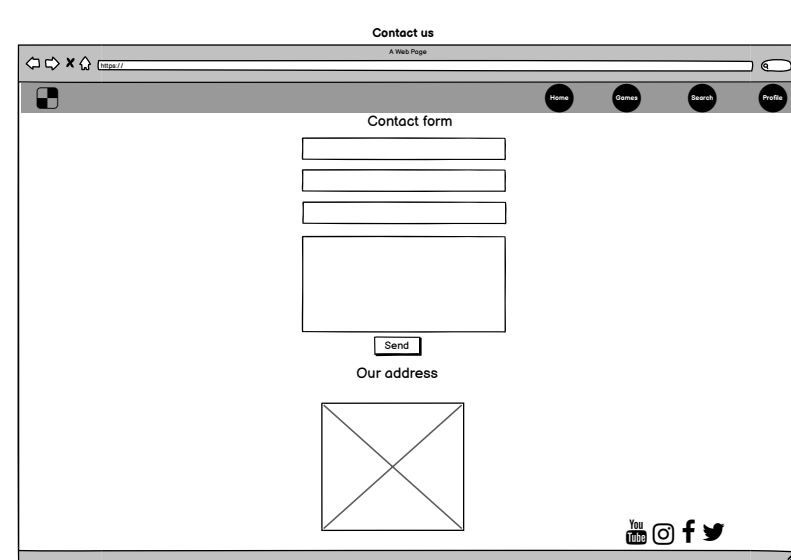 Contact us
A Web Page
https://
Home Games Search Profile
Contact form
Send
Our address
You
Tube